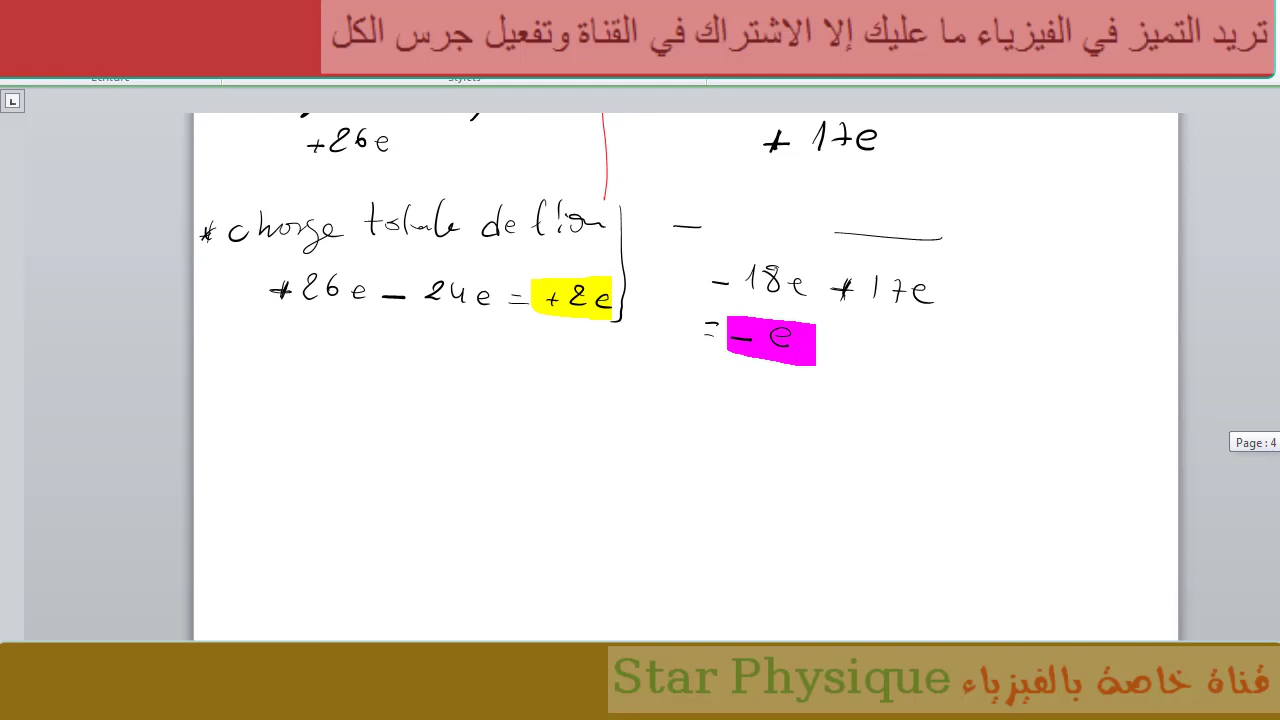 تريد التميز في الفيزياء ما عليك إلا الاشتراك في القناة وتفعيل جرس الكل
+26e
+ 17e
* charge totale de l'ion
+26e - 24e = +2e
- 18e + 17e
= - e
Page: 4
Star Physique قناة خاصة بالفيزياء